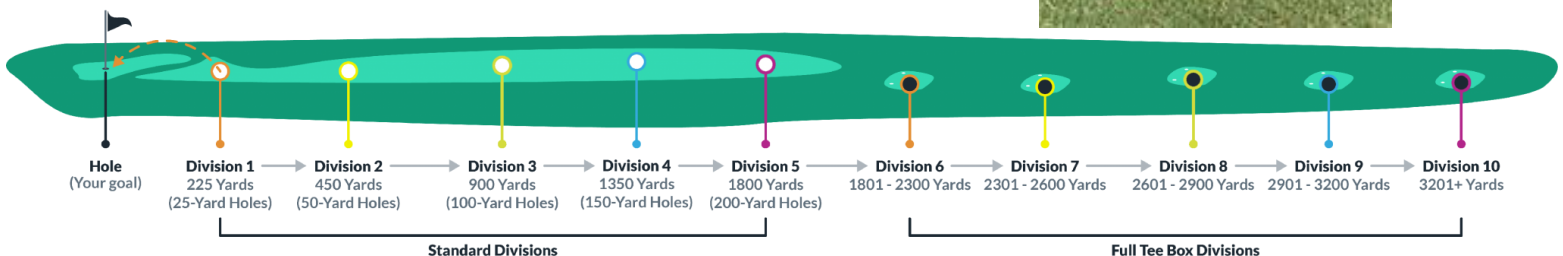 Hole
(Your goal)
Division 1
225 Yards
(25-Yard Holes)
Division 2
450 Yards
(50-Yard Holes)
Division 3
900 Yards
(100-Yard Holes)
Division 4
1350 Yards
(150-Yard Holes)
Division 5
1800 Yards
(200-Yard Holes)
Division 6
1801 - 2300 Yards
Division 7
2301 - 2600 Yards
Division 8
2601 - 2900 Yards
Division 9
2901 - 3200 Yards
Division 10
3201+ Yards
Standard Divisions
Full Tee Box Divisions